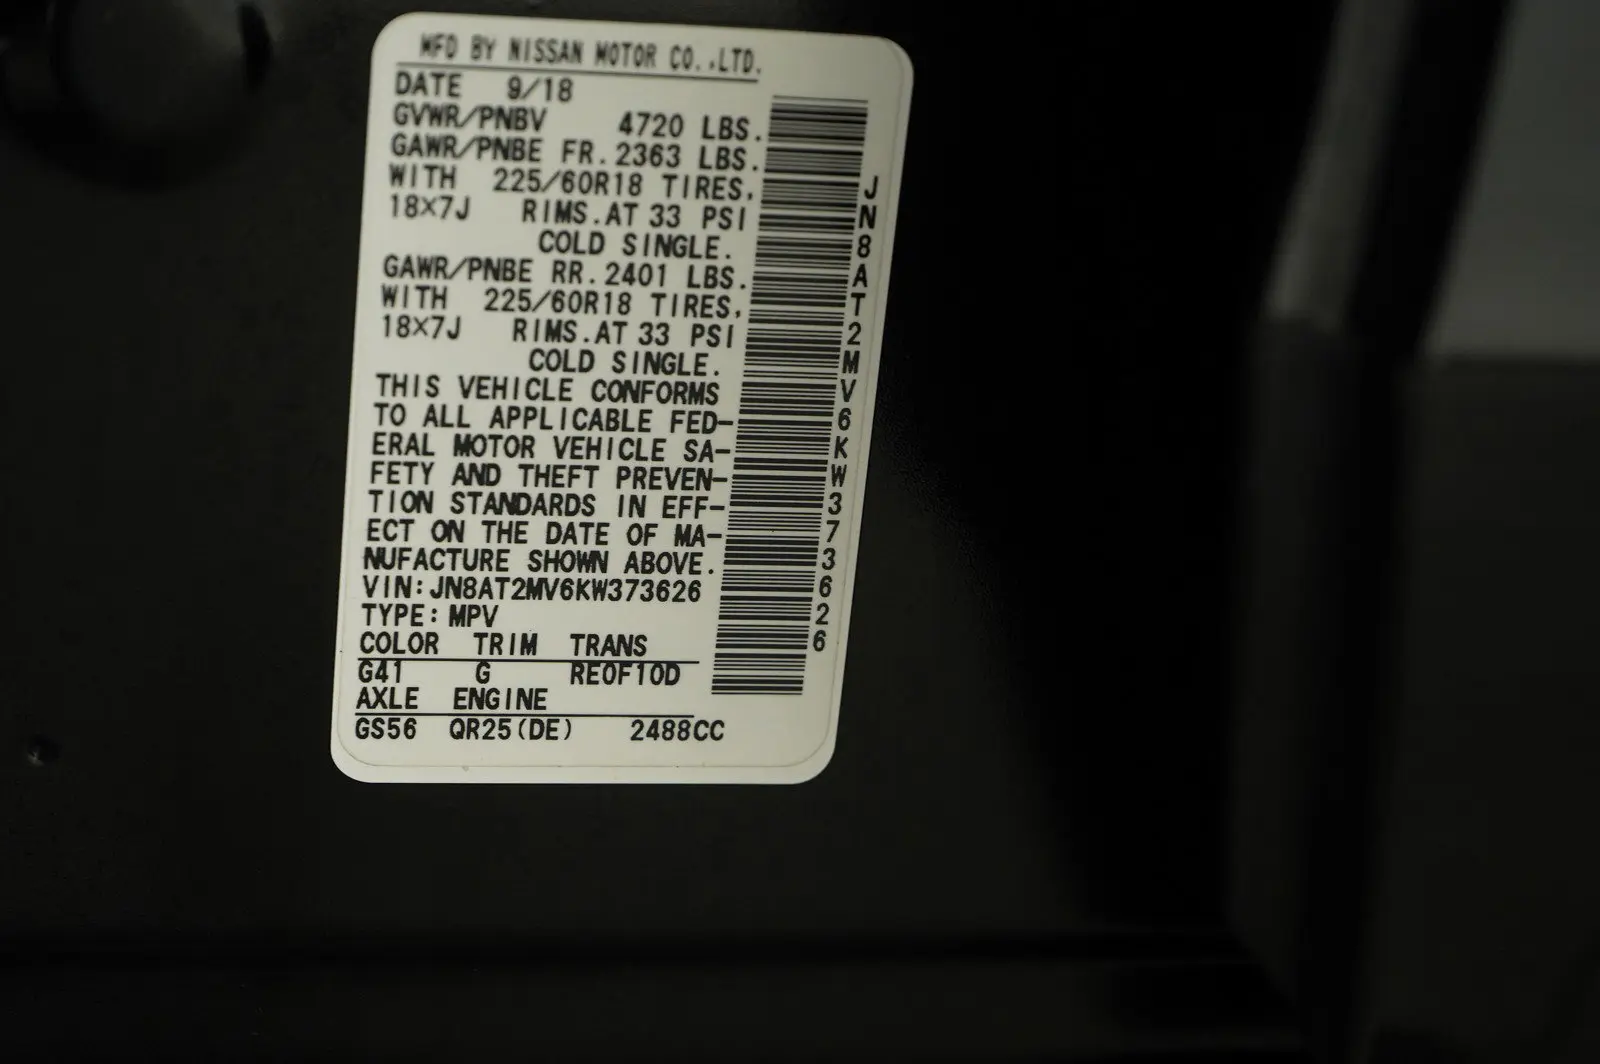 MFD BY NISSAN MOTOR CO.,LTD.
DATE 9/18
GVWR/PNBV 4720 LBS.
GAWR/PNBE FR.2363 LBS.
WITH 225/60R18 TIRES,
18×7J RIMS.AT 33 PSI
COLD SINGLE.
GAWR/PNBE RR.2401 LBS.
WITH 225/60R18 TIRES,
18×7J RIMS.AT 33 PSI
COLD SINGLE.
THIS VEHICLE CONFORMS
TO ALL APPLICABLE FED-
ERAL MOTOR VEHICLE SA-
FETY AND THEFT PREVEN-
TION STANDARDS IN EFF-
ECT ON THE DATE OF MA-
NUFACTURE SHOWN ABOVE.
VIN:JN8AT2MV6KW373626
TYPE:MPV
COLOR TRIM TRANS
G41 G RE0F10D
AXLE ENGINE
GS56 QR25(DE) 2488CC
JN8AT2MV6KW373626